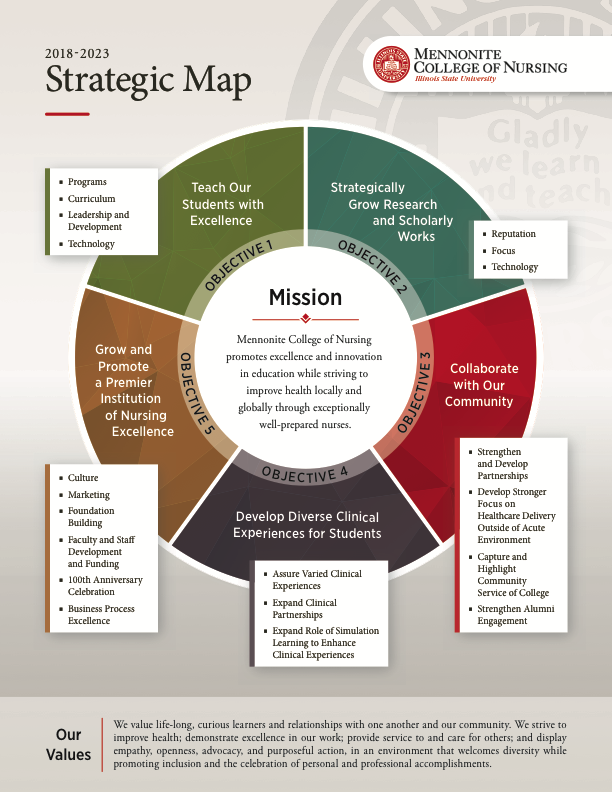 2018-2023
Strategic Map
MENNONITE
COLLEGE OF NURSING
Illinois State University
Gladly
we learn
nd teach
Teach Our
Students with
Excellence
OBJECTIVE 1
▪ Programs
▪ Curriculum
▪ Leadership and
Development
▪ Technology
Strategically
Grow Research
and Scholarly
Works
OBJECTIVE 2
▪ Reputation
▪ Focus
▪ Technology
Mission
Mennonite College of Nursing
promotes excellence and innovation
in education while striving to
improve health locally and
globally through exceptionally
well-prepared nurses.
Collaborate
with Our
Community
OBJECTIVE 3
▪ Strengthen
and Develop
Partnerships
▪ Develop Stronger
Focus on
Healthcare Delivery
Outside of Acute
Environment
▪ Capture and
Highlight
Community
Service of College
▪ Strengthen Alumni
Engagement
OBJECTIVE 4
Develop Diverse Clinical
Experiences for Students
▪ Assure Varied Clinical
Experiences
▪ Expand Clinical
Partnerships
▪ Expand Role of Simulation
Learning to Enhance
Clinical Experiences
Grow and
Promote
a Premier
Institution
of Nursing
Excellence
OBJECTIVE 5
▪ Culture
▪ Marketing
▪ Foundation
Building
▪ Faculty and Staff
Development
and Funding
▪ 100th Anniversary
Celebration
▪ Business Process
Excellence
Our
Values
We value life-long, curious learners and relationships with one another and our community. We strive to
improve health; demonstrate excellence in our work; provide service to and care for others; and display
empathy, openness, advocacy, and purposeful action, in an environment that welcomes diversity while
promoting inclusion and the celebration of personal and professional accomplishments.